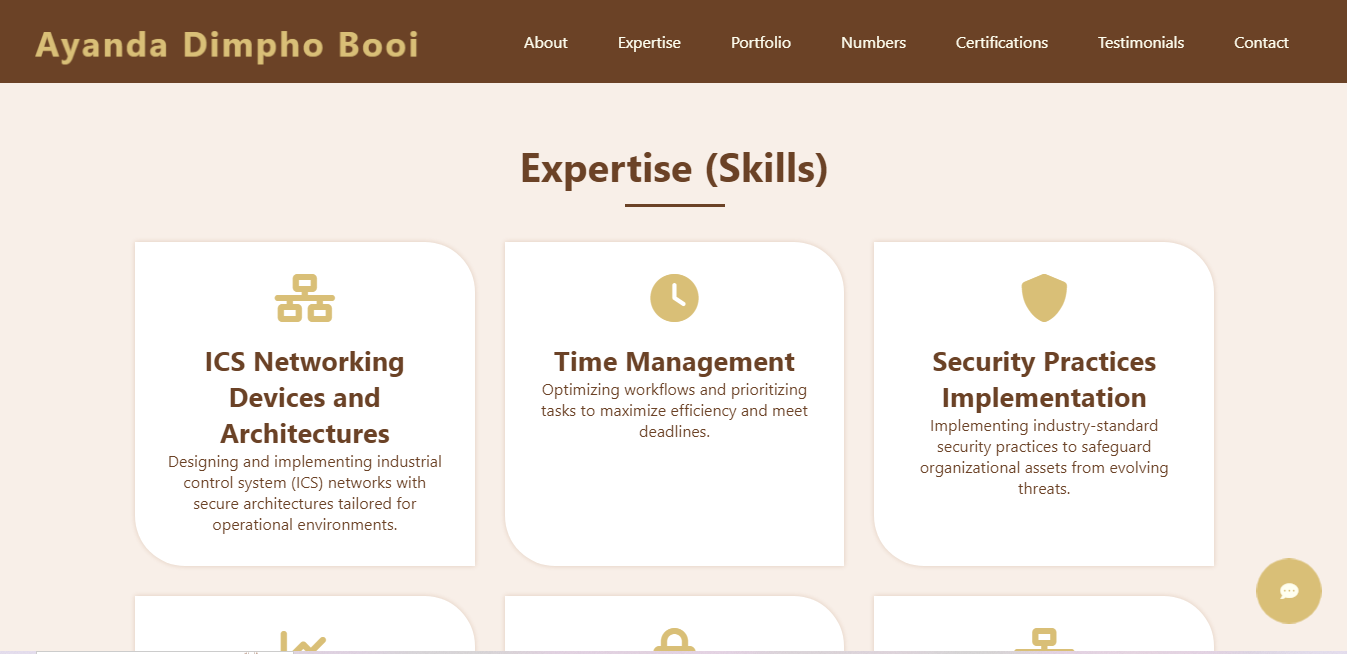 Ayanda Dimpho Booi
About Expertise Portfolio Numbers Certifications Testimonials Contact
Expertise (Skills)
ICS Networking
Devices and
Architectures
Designing and implementing industrial
control system (ICS) networks with
secure architectures tailored for
operational environments.
Time Management
Optimizing workflows and prioritizing
tasks to maximize efficiency and meet
deadlines.
Security Practices
Implementation
Implementing industry-standard
security practices to safeguard
organizational assets from evolving
threats.